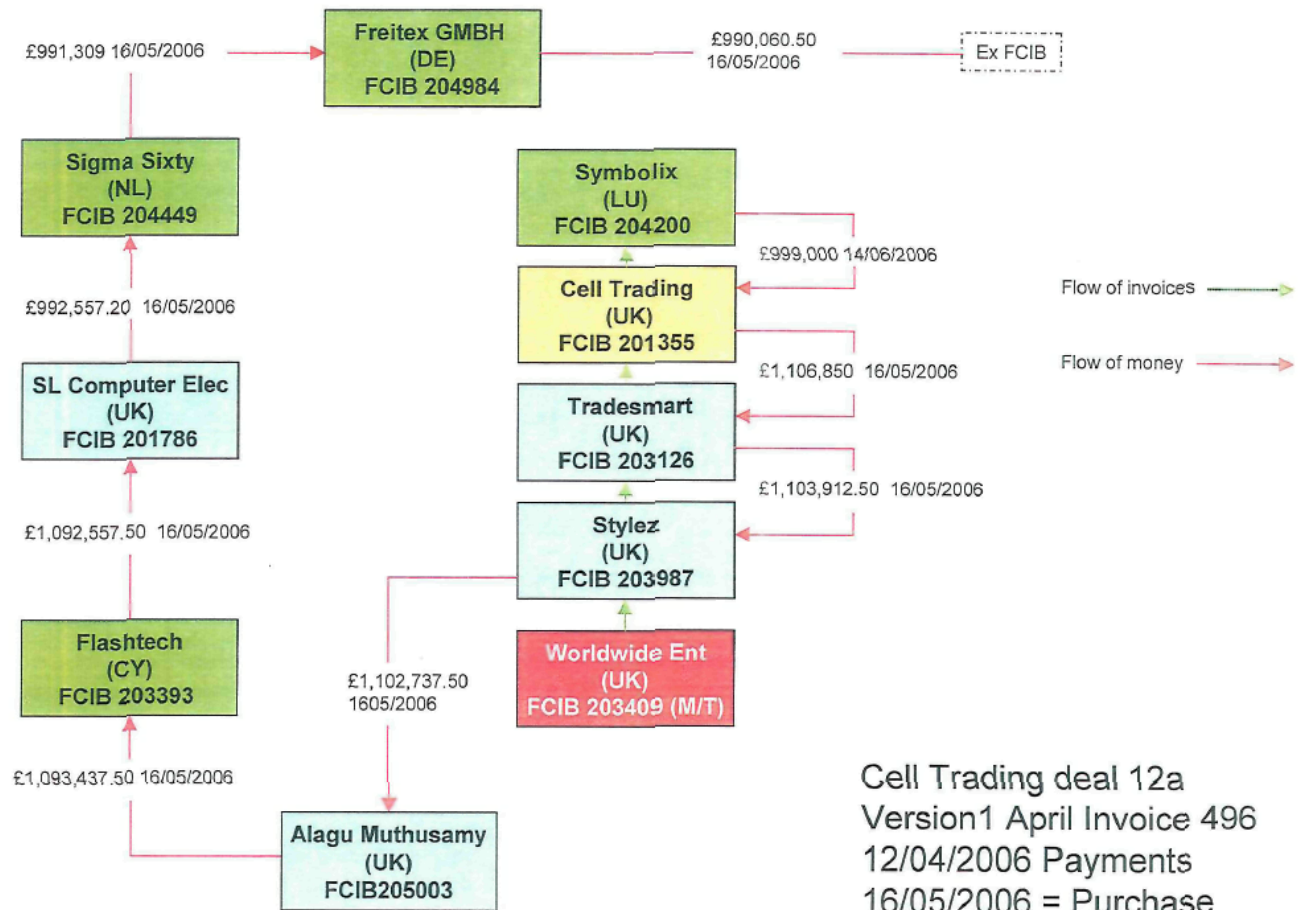 £991,309 16/05/2006
Freitex GMBH
(DE)
FCIB 204984
£990,060.50
16/05/2006
Ex FCIB
Sigma Sixty
(NL)
FCIB 204449
Symbolix
(LU)
FCIB 204200
£999,000 14/06/2006
£992,557.20 16/05/2006
Cell Trading
(UK)
FCIB 201355
Flow of invoices
Flow of money
£1,106,850 16/05/2006
SL Computer Elec
(UK)
FCIB 201786
Tradesmart
(UK)
FCIB 203126
£1,103,912.50 16/05/2006
£1,092,557.50 16/05/2006
Stylez
(UK)
FCIB 203987
Flashtech
(CY)
FCIB 203393
Worldwide Ent
(UK)
FCIB 203409 (M/T)
£1,102,737.50
1605/2006
£1,093,437.50 16/05/2006
Alagu Muthusamy
(UK)
FCIB205003
Cell Trading deal 12a
Version1 April Invoice 496
12/04/2006 Payments
16/05/2006 = Purchase